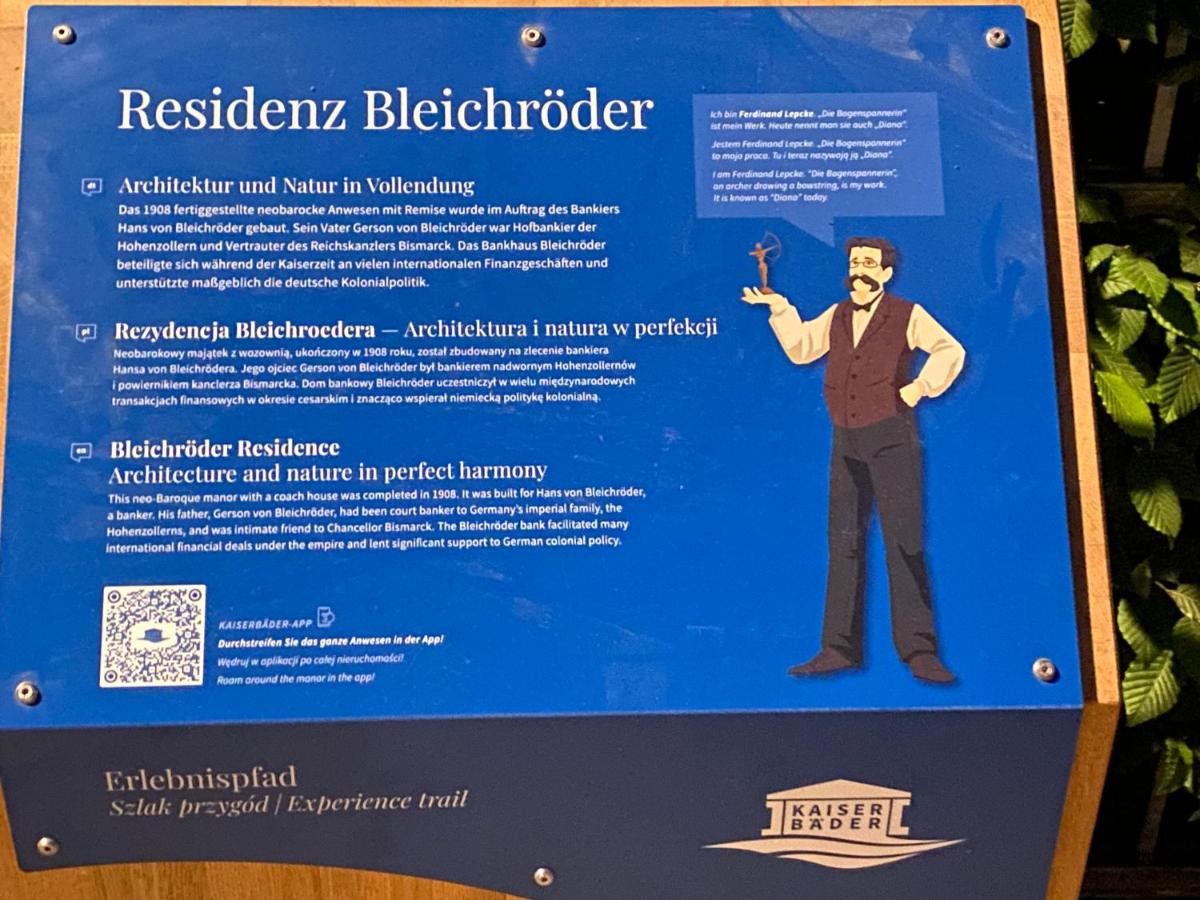 Residenz Bleichröder
de
Architektur und Natur in Vollendung
Das 1908 fertiggestellte neobarocke Anwesen mit Remise wurde im Auftrag des Bankiers
Hans von Bleichröder gebaut. Sein Vater Gerson von Bleichröder war Hofbankier der
Hohenzollern und Vertrauter des Reichskanzlers Bismarck. Das Bankhaus Bleichröder
beteiligte sich während der Kaiserzeit an vielen internationalen Finanzgeschäften und
unterstützte maßgeblich die deutsche Kolonialpolitik.
pl
Rezydencja Bleichroedera — Architektura i natura w perfekcji
Neobarokowy majątek z wozownią, ukończony w 1908 roku, został zbudowany na zlecenie bankiera
Hansa von Bleichrödera. Jego ojciec Gerson von Bleichröder był bankierem nadwornym Hohenzollernów
i powiernikiem kanclerza Bismarcka. Dom bankowy Bleichröder uczestniczył w wielu międzynarodowych
transakcjach finansowych w okresie cesarskim i znacząco wspierał niemiecką politykę kolonialną.
en
Bleichröder Residence
Architecture and nature in perfect harmony
This neo-Baroque manor with a coach house was completed in 1908. It was built for Hans von Bleichröder,
a banker. His father, Gerson von Bleichröder, had been court banker to Germany's imperial family, the
Hohenzollerns, and was intimate friend to Chancellor Bismarck. The Bleichröder bank facilitated many
international financial deals under the empire and lent significant support to German colonial policy.
Ich bin Ferdinand Lepcke. „Die Bogenspannerin"
ist mein Werk. Heute nennt man sie auch „Diana".
Jestem Ferdinand Lepcke. „Die Bogenspannerin"
to moja praca. Tu i teraz nazywają ją „Diana".
I am Ferdinand Lepcke. "Die Bogenspannerin",
an archer drawing a bowstring, is my work.
It is known as "Diana" today.
KAISERBÄDER-APP
Durchstreifen Sie das ganze Anwesen in der App!
Wędruj w aplikacji po całej nieruchomości!
Roam around the manor in the app!
Erlebnispfad
Szlak przygód / Experience trail
KAISER
BÄDER